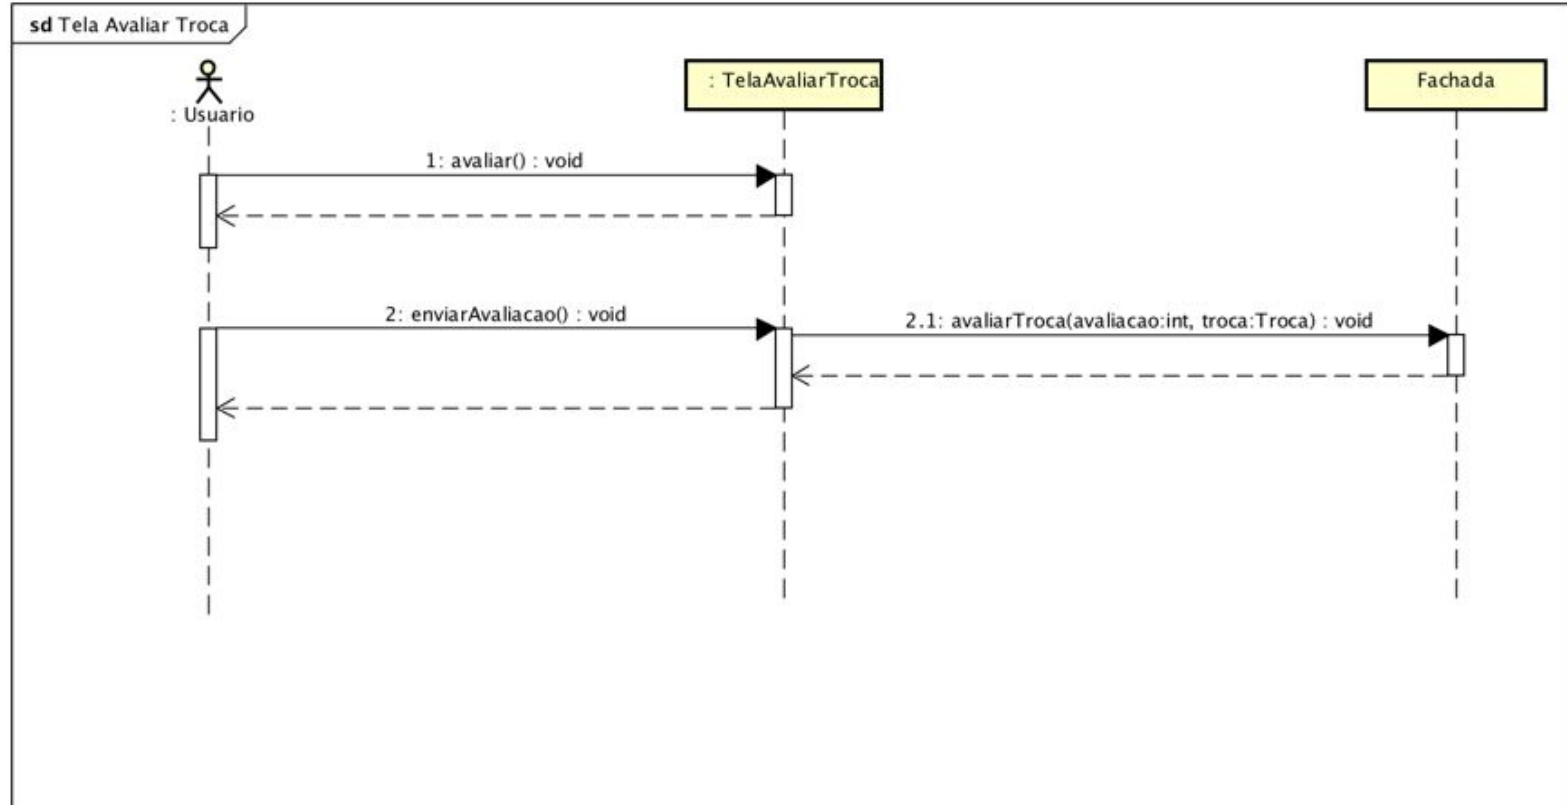 sd Tela Avaliar Troca
: Usuario
: TelaAvaliarTroca
Fachada
1: avaliar() : void
2: enviarAvaliacao() : void
2.1: avaliarTroca(avaliacao:int, troca:Troca) : void